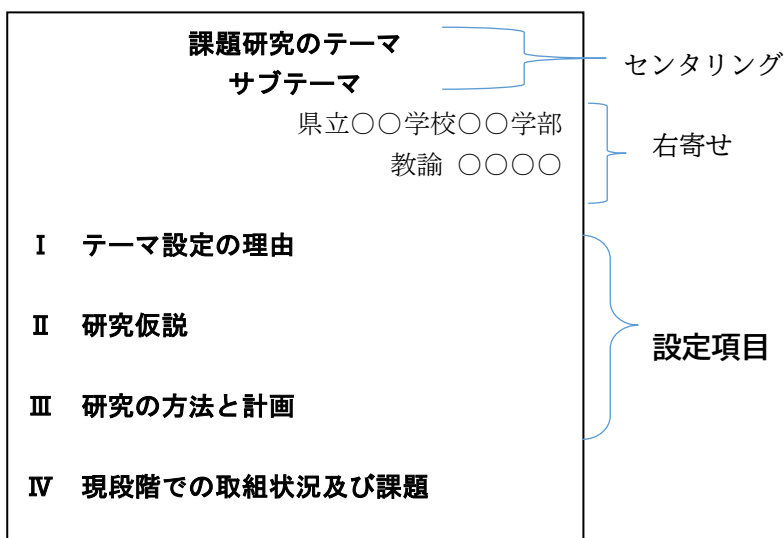 課題研究のテーマ
サブテーマ
センタリング
県立○○学校○○学部
教諭 ○○○○
右寄せ
Ⅰ テーマ設定の理由
Ⅱ 研究仮説
設定項目
Ⅲ 研究の方法と計画
Ⅳ 現段階での取組状況及び課題